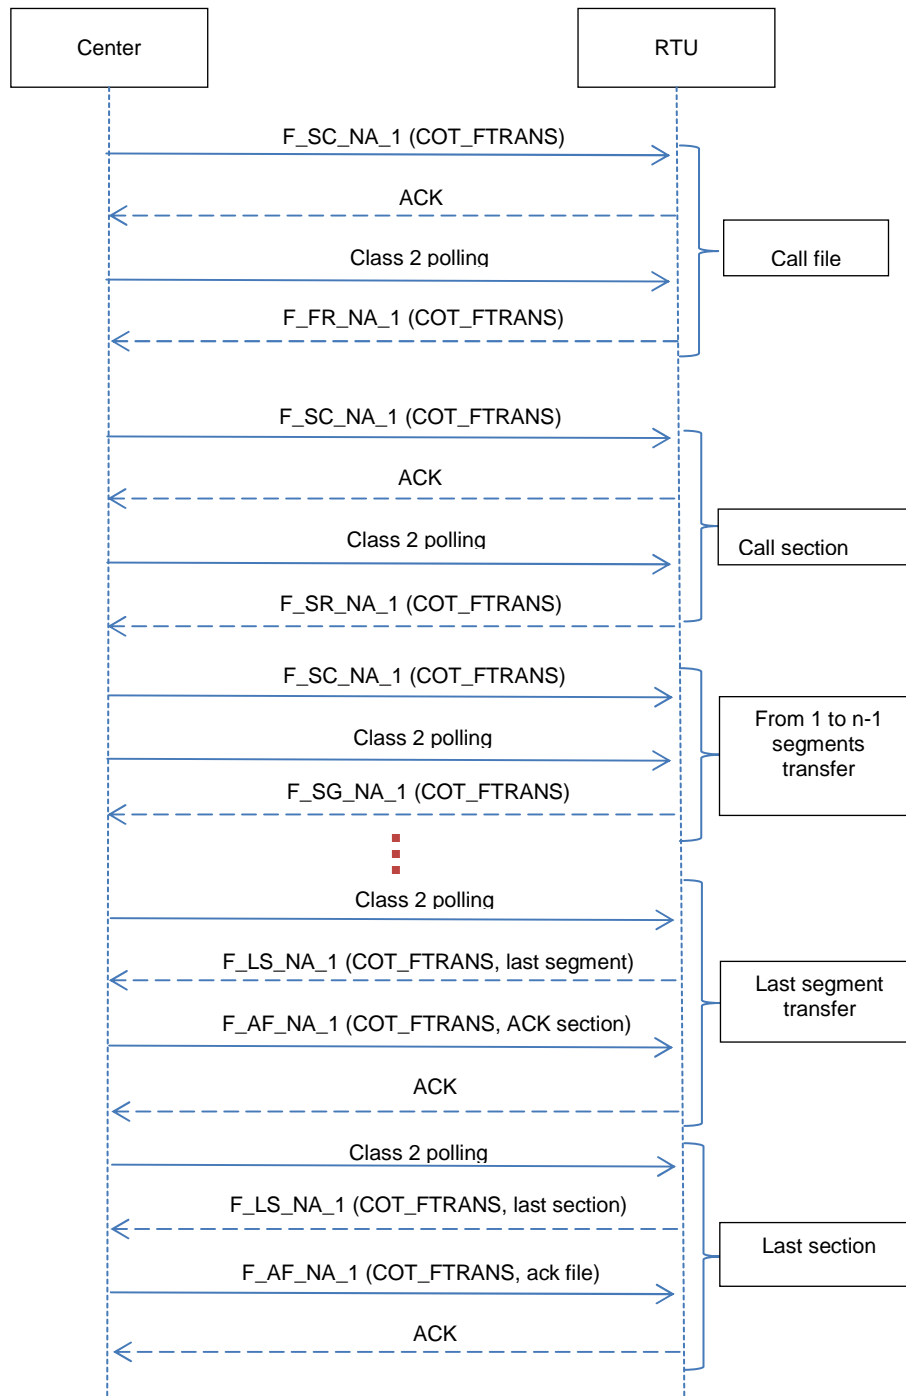 Center
RTU
F_SC_NA_1 (COT_FTRANS)
ACK
Class 2 polling
F_FR_NA_1 (COT_FTRANS)
Call file
F_SC_NA_1 (COT_FTRANS)
ACK
Class 2 polling
F_SR_NA_1 (COT_FTRANS)
Call section
F_SC_NA_1 (COT_FTRANS)
Class 2 polling
F_SG_NA_1 (COT_FTRANS)
From 1 to n-1
segments
transfer
Class 2 polling
F_LS_NA_1 (COT_FTRANS, last segment)
F_AF_NA_1 (COT_FTRANS, ACK section)
ACK
Last segment
transfer
Class 2 polling
F_LS_NA_1 (COT_FTRANS, last section)
F_AF_NA_1 (COT_FTRANS, ack file)
ACK
Last section